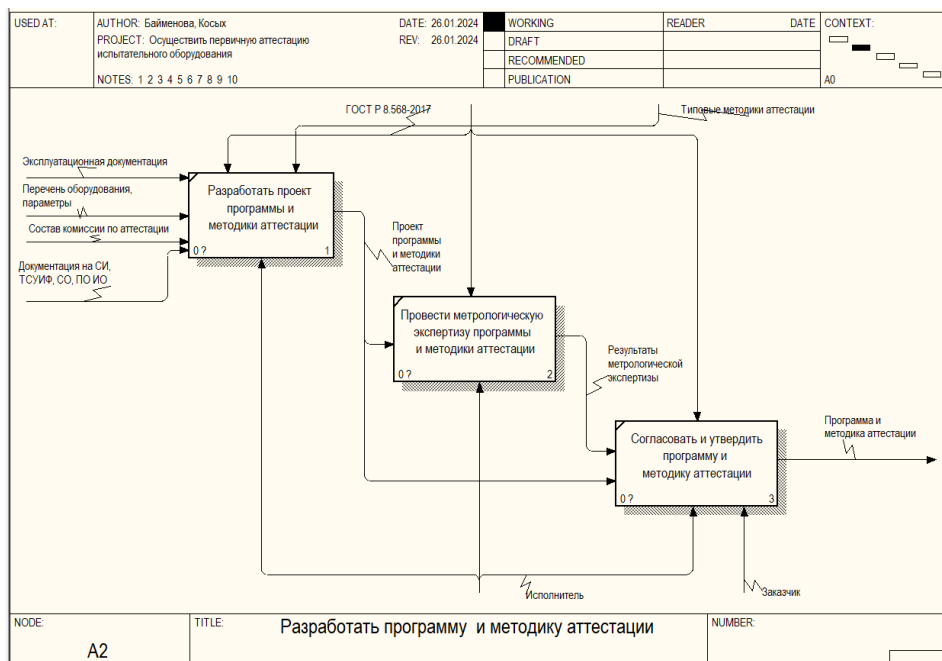 USED AT:
AUTHOR: Байменова, Косых
DATE: 26.01.2024
WORKING
READER
DATE
CONTEXT:
PROJECT: Осуществить первичную аттестацию
испытательного оборудования
REV: 26.01.2024
DRAFT
RECOMMENDED
NOTES: 1 2 3 4 5 6 7 8 9 10
PUBLICATION
A0
ГОСТ Р 8.568-2017
Типовые методики аттестации
Эксплуатационная документация
Перечень оборудования,
параметры
Состав комиссии по аттестации
Документация на СИ,
ТСУИФ, СО, ПО ИО
Разработать проект
программы и
методики аттестации
0 ?
1
Проект
программы
и методики
аттестации
Провести метрологическую
экспертизу программы
и методики аттестации
0 ?
2
Результаты
метрологической
экспертизы
Согласовать и утвердить
программу и
методику аттестации
0 ?
3
Программа и
методика аттестации
Исполнитель
Заказчик
NODE:
A2
TITLE:
Разработать программу и методику аттестации
NUMBER: